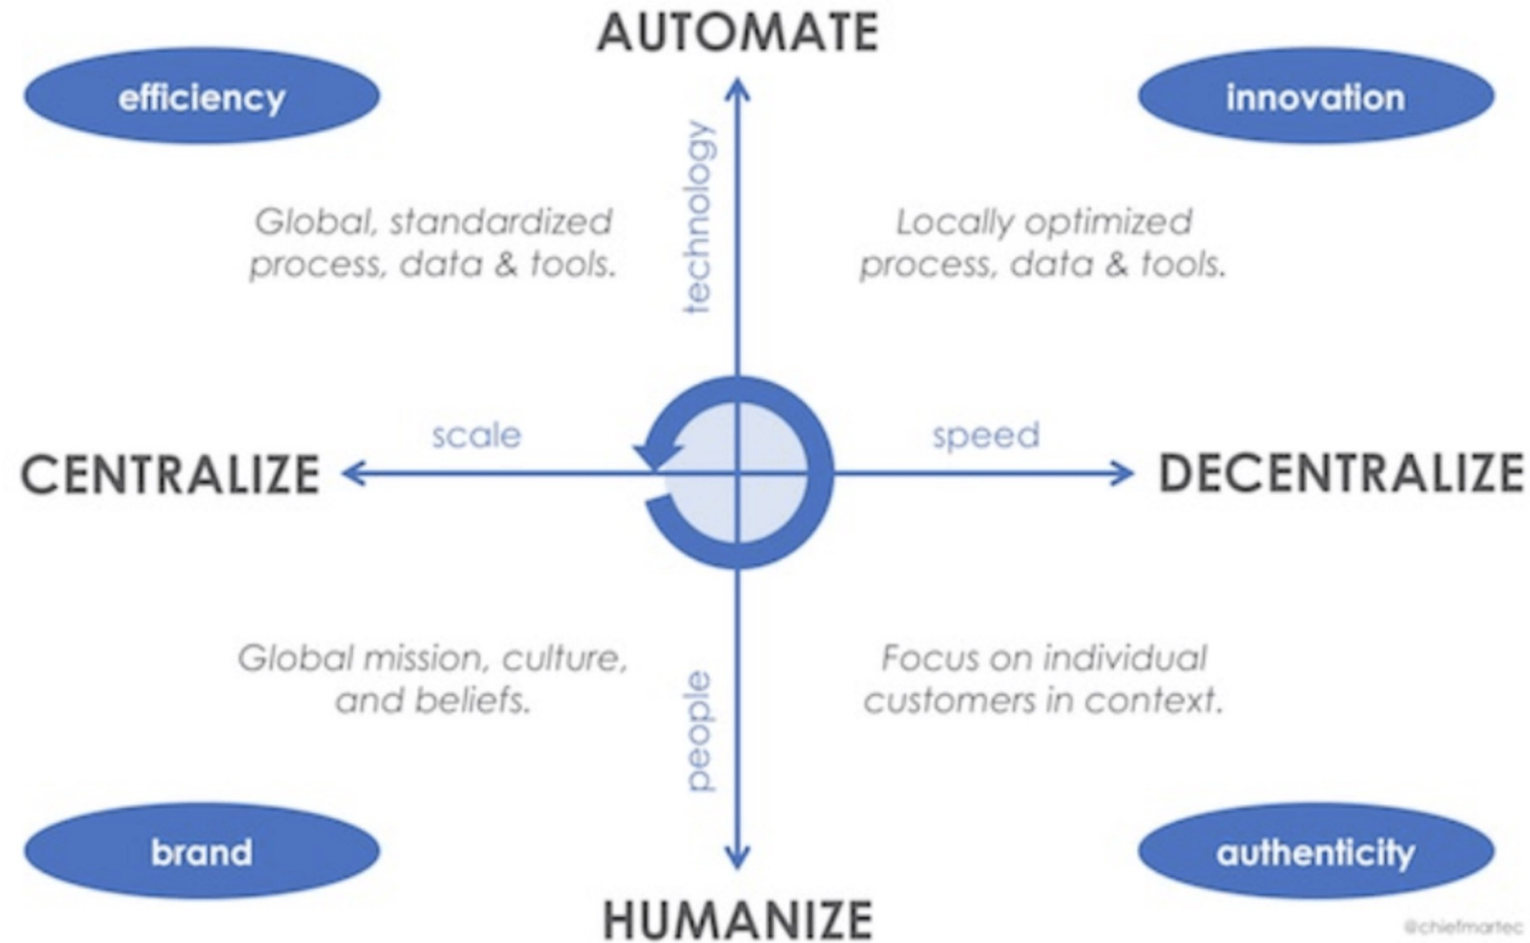 AUTOMATE
efficiency
innovation
technology
Global, standardized
process, data & tools.
Locally optimized
process, data & tools.
scale
speed
CENTRALIZE
DECENTRALIZE
Global mission, culture,
and beliefs.
Focus on individual
customers in context.
people
brand
authenticity
HUMANIZE
@chiefmartec